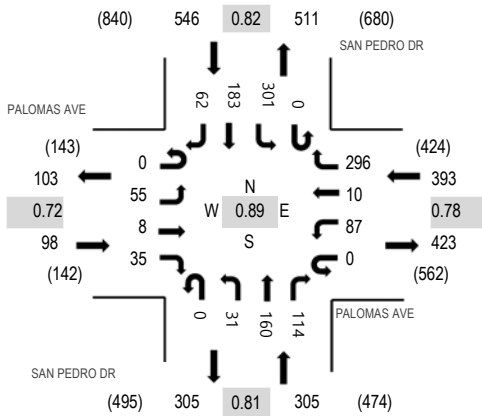 (840) 546 0.82 511 (680)
SAN PEDRO DR
62 183 301 0
PALOMAS AVE
(143) (424)
0 296
103 393
55 10
N
0.72 W 0.89 E 0.78
8 87
S
98 423
35 0
(142) (562)
0 31 160 114
PALOMAS AVE
SAN PEDRO DR
(495) 305 0.81 305 (474)